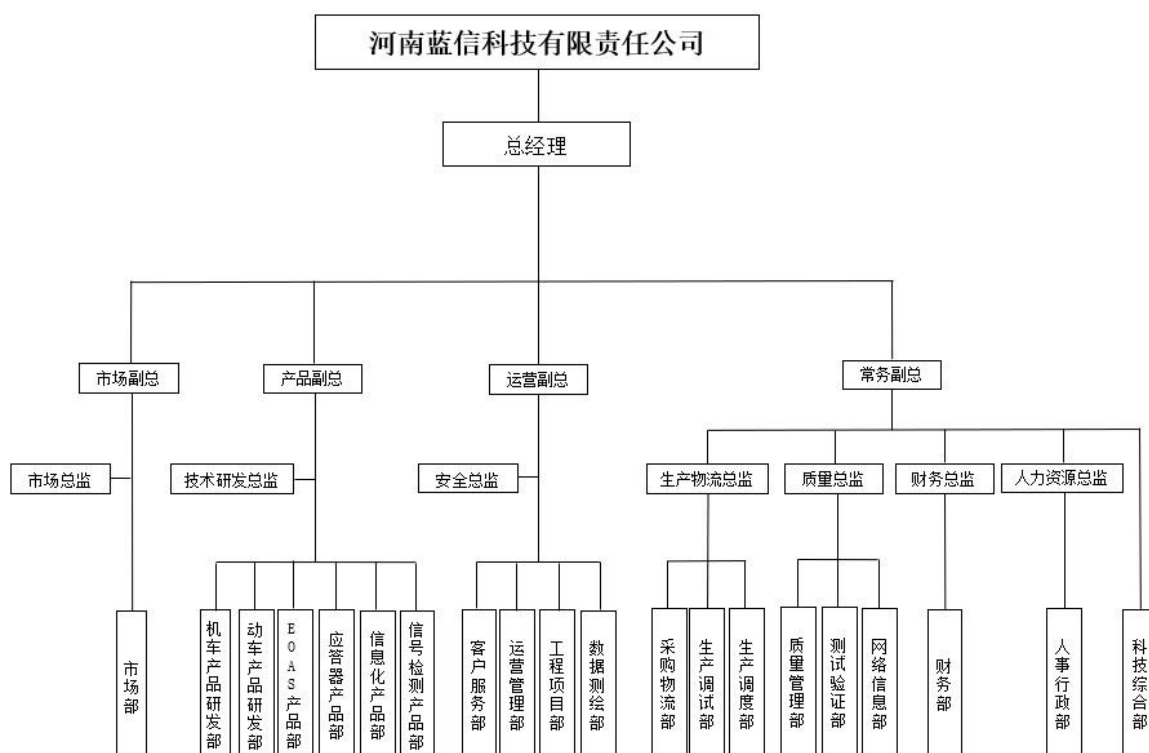 河南蓝信科技有限责任公司
总经理
市场副总
产品副总
运营副总
常务副总
市场总监
技术研发总监
安全总监
生产物流总监
质量总监
财务总监
人力资源总监
市场部
机车产品研发部
动车产品研发部
EOAS产品部
应答器产品部
信息化产品部
信号检测产品部
客户服务部
运营管理部
工程项目部
数据测绘部
采购物流部
生产调试部
生产调度部
质量管理部
测试验证部
网络信息部
财务部
人事行政部
科技综合部